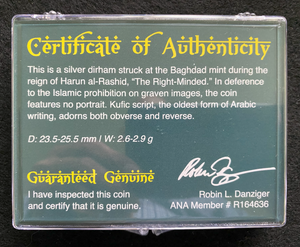 Certificate of Authenticity
This is a silver dirham struck at the Baghdad mint during the
reign of Harun al-Rashid, "The Right-Minded." In deference
to the Islamic prohibition on graven images, the coin
features no portrait. Kufic script, the oldest form of Arabic
writing, adorns both obverse and reverse.
D: 23.5-25.5 mm / W: 2.6-2.9 g
Guaranteed Genuine
I have inspected this coin
and certify that it is genuine.
Robin L. Danziger
ANA Member # R164636